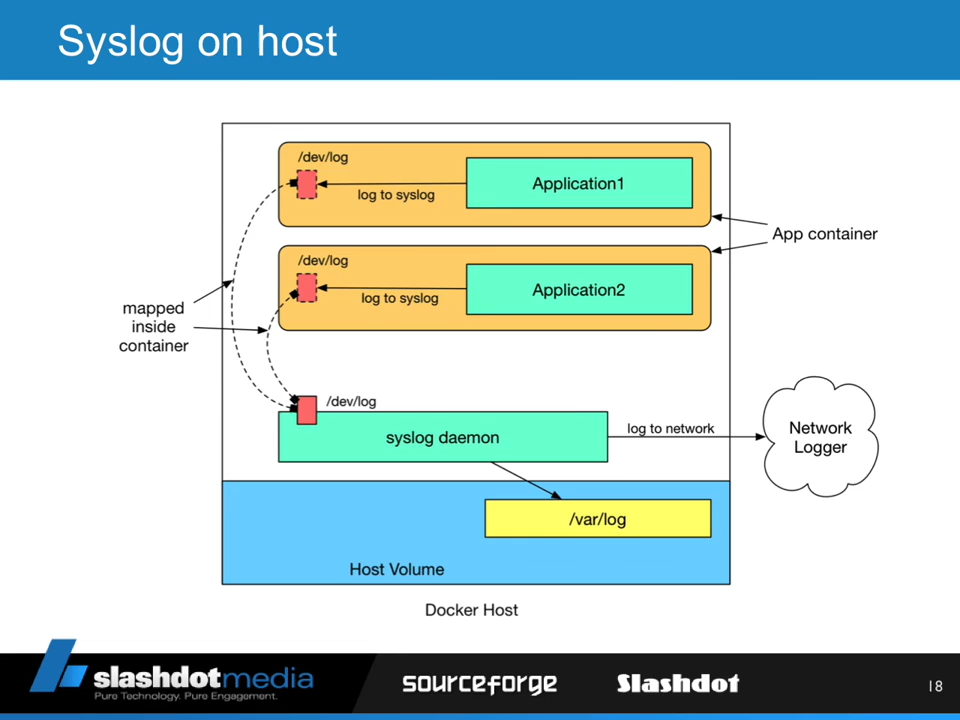 Syslog on host
/dev/log
log to syslog
Application1
App container
/dev/log
log to syslog
Application2
mapped
inside
container
/dev/log
syslog daemon
log to network
Network
Logger
/var/log
Host Volume
Docker Host
slashdotmedia
Pure Technology. Pure Engagement.
sourceforge
Slashdot
18